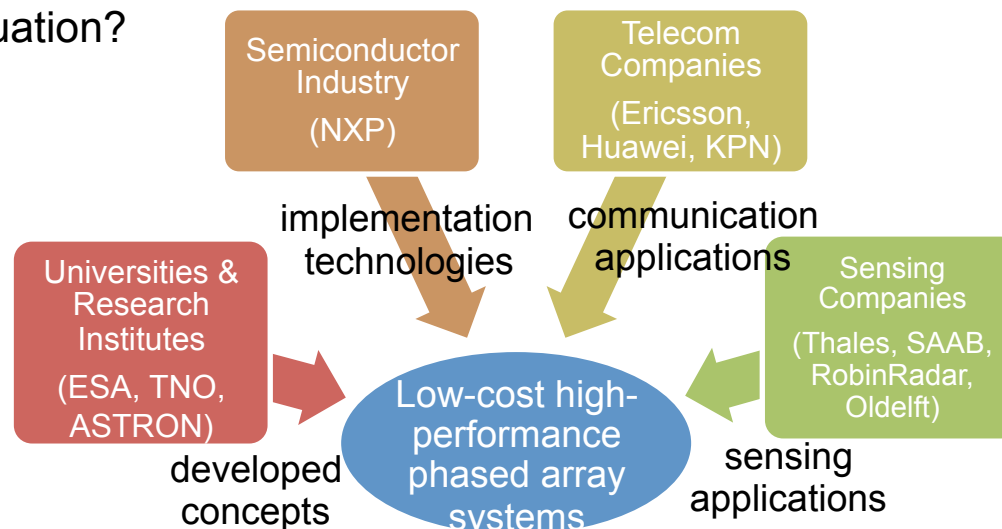 uation?
Semiconductor
Industry
(NXP)
Telecom
Companies
(Ericsson,
Huawei, KPN)
implementation
technologies
communication
applications
Universities &
Research
Institutes
(ESA, TNO,
ASTRON)
Sensing
Companies
(Thales, SAAB,
RobinRadar,
Oldelft)
developed
concepts
Low-cost high-
performance
phased array
systems
sensing
applications